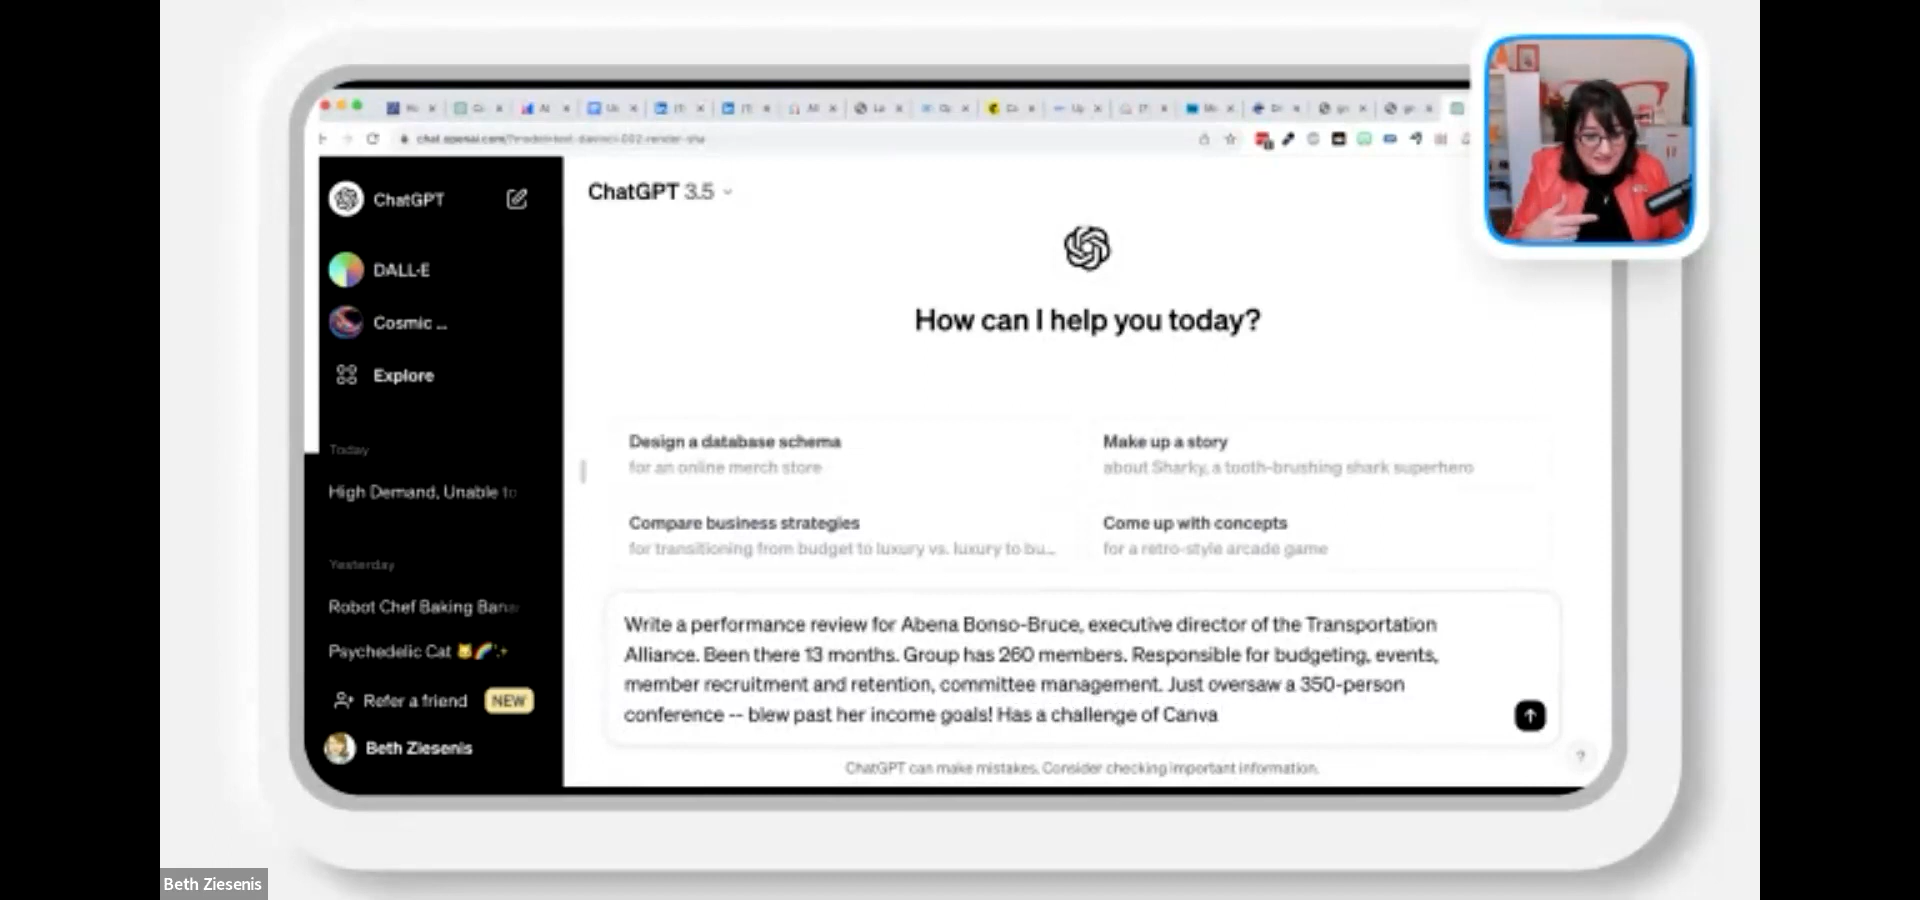 ChatGPT
DALL·E
Cosmic ...
Explore
Today
High Demand, Unable to
Yesterday
Robot Chef Baking Bana
Psychedelic Cat 🐱🌈✨
Refer a friend NEW
Beth Ziesenis
ChatGPT 3.5
How can I help you today?
Design a database schema
for an online merch store
Make up a story
about Sharky, a tooth-brushing shark superhero
Compare business strategies
for transitioning from budget to luxury vs. luxury to bu...
Come up with concepts
for a retro-style arcade game
Write a performance review for Abena Bonso-Bruce, executive director of the Transportation
Alliance. Been there 13 months. Group has 260 members. Responsible for budgeting, events,
member recruitment and retention, committee management. Just oversaw a 350-person
conference -- blew past her income goals! Has a challenge of Canva
ChatGPT can make mistakes. Consider checking important information.
?
Beth Ziesenis